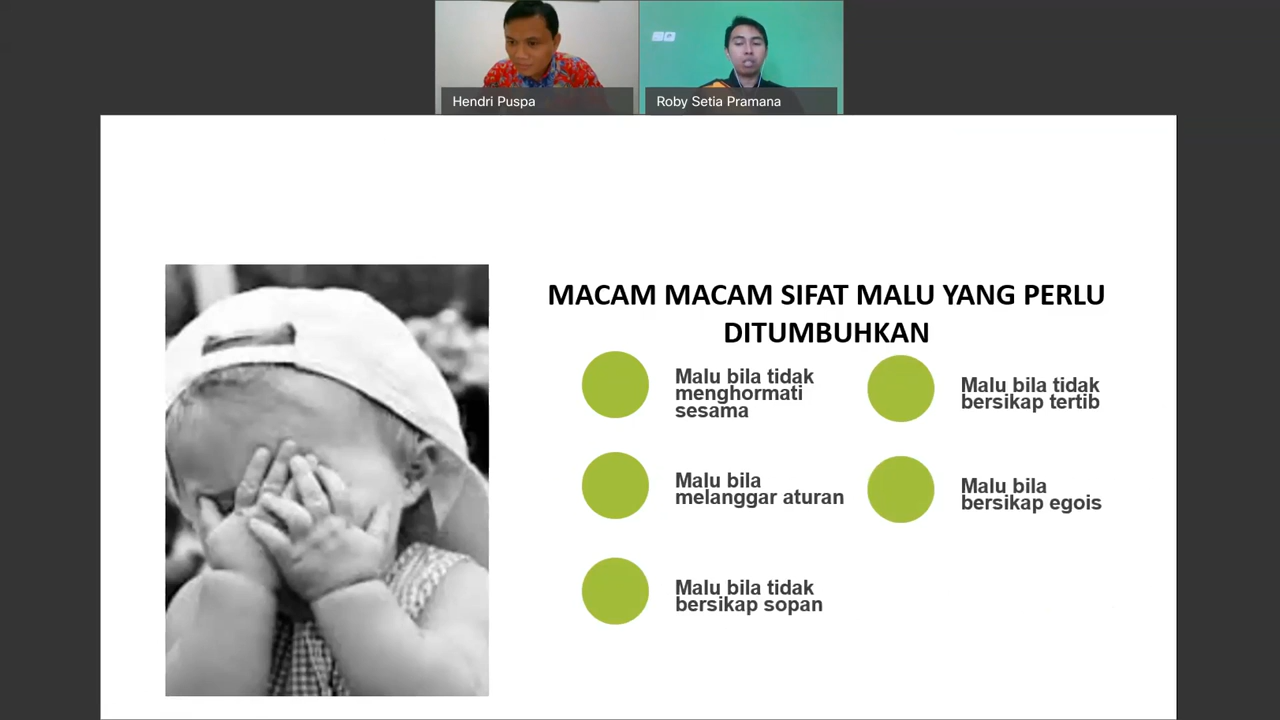 Hendri Puspa
Roby Setia Pramana
MACAM MACAM SIFAT MALU YANG PERLU
DITUMBUHKAN
Malu bila tidak
menghormati
sesama
Malu bila tidak
bersikap tertib
Malu bila
melanggar aturan
Malu bila
bersikap egois
Malu bila tidak
bersikap sopan